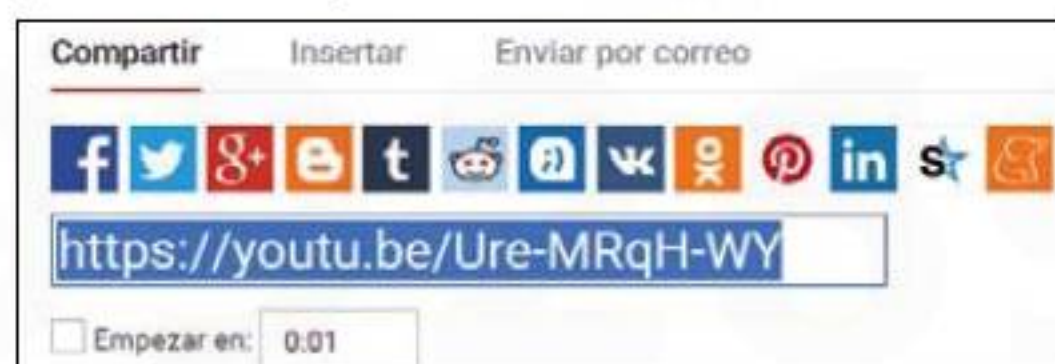 Compartir Insertar Enviar por correo
https://youtu.be/Ure-MRqH-WY
Empezar en: 0:01